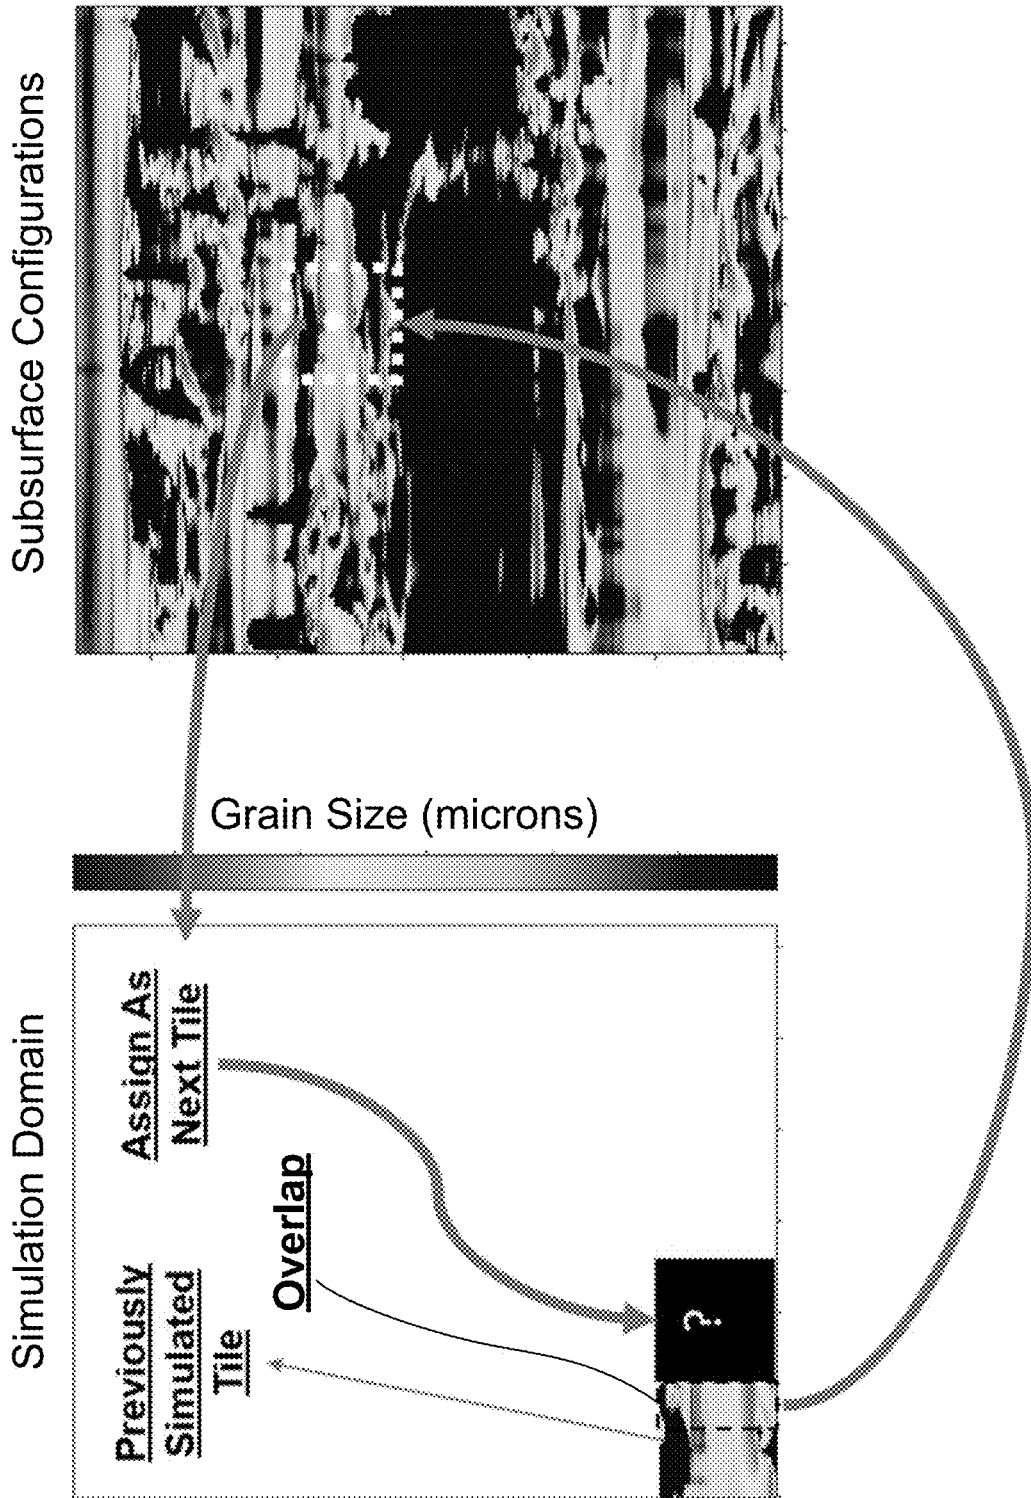 Simulation Domain
Previously
Simulated
Tile
Assign As
Next Tile
Overlap
?
Grain Size (microns)
Subsurface Configurations